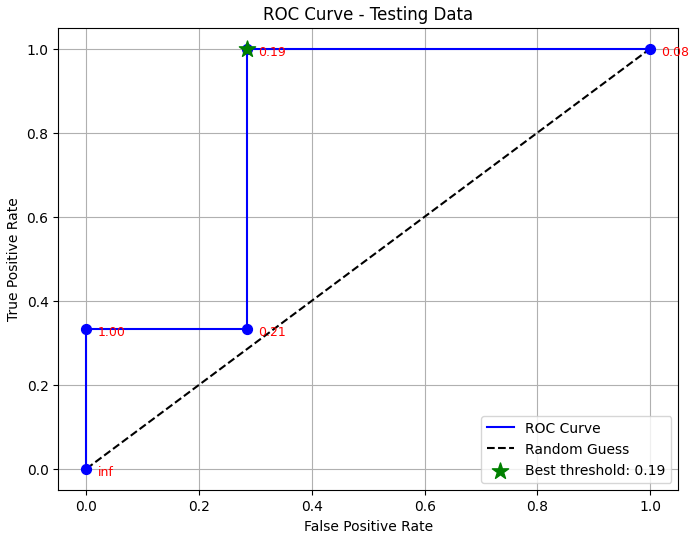 ROC Curve - Testing Data
True Positive Rate
1.0
0.8
0.6
0.4
0.2
0.0
0.19
0.08
1.00
0.21
inf
ROC Curve
Random Guess
Best threshold: 0.19
0.0 0.2 0.4 0.6 0.8 1.0
False Positive Rate